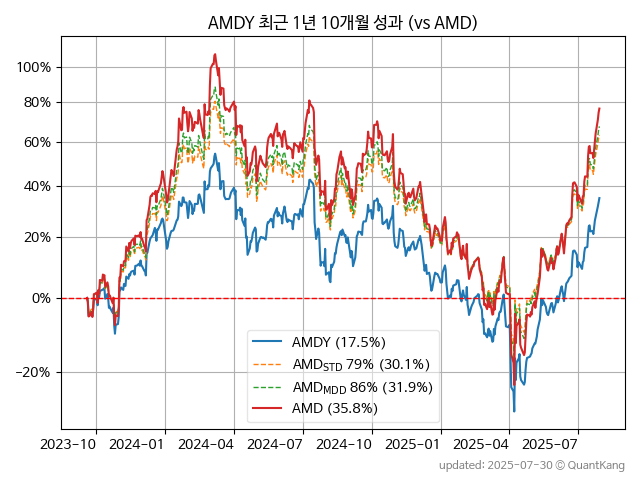 AMDY 최근 1년 10개월 성과 (vs AMD)
100%
80%
60%
40%
20%
0%
−20%
AMDY (17.5%)
AMD_STD 79% (30.1%)
AMD_MDD 86% (31.9%)
AMD (35.8%)
2023-10 2024-01 2024-04 2024-07 2024-10 2025-01 2025-04 2025-07
updated: 2025-07-30 © QuantKang